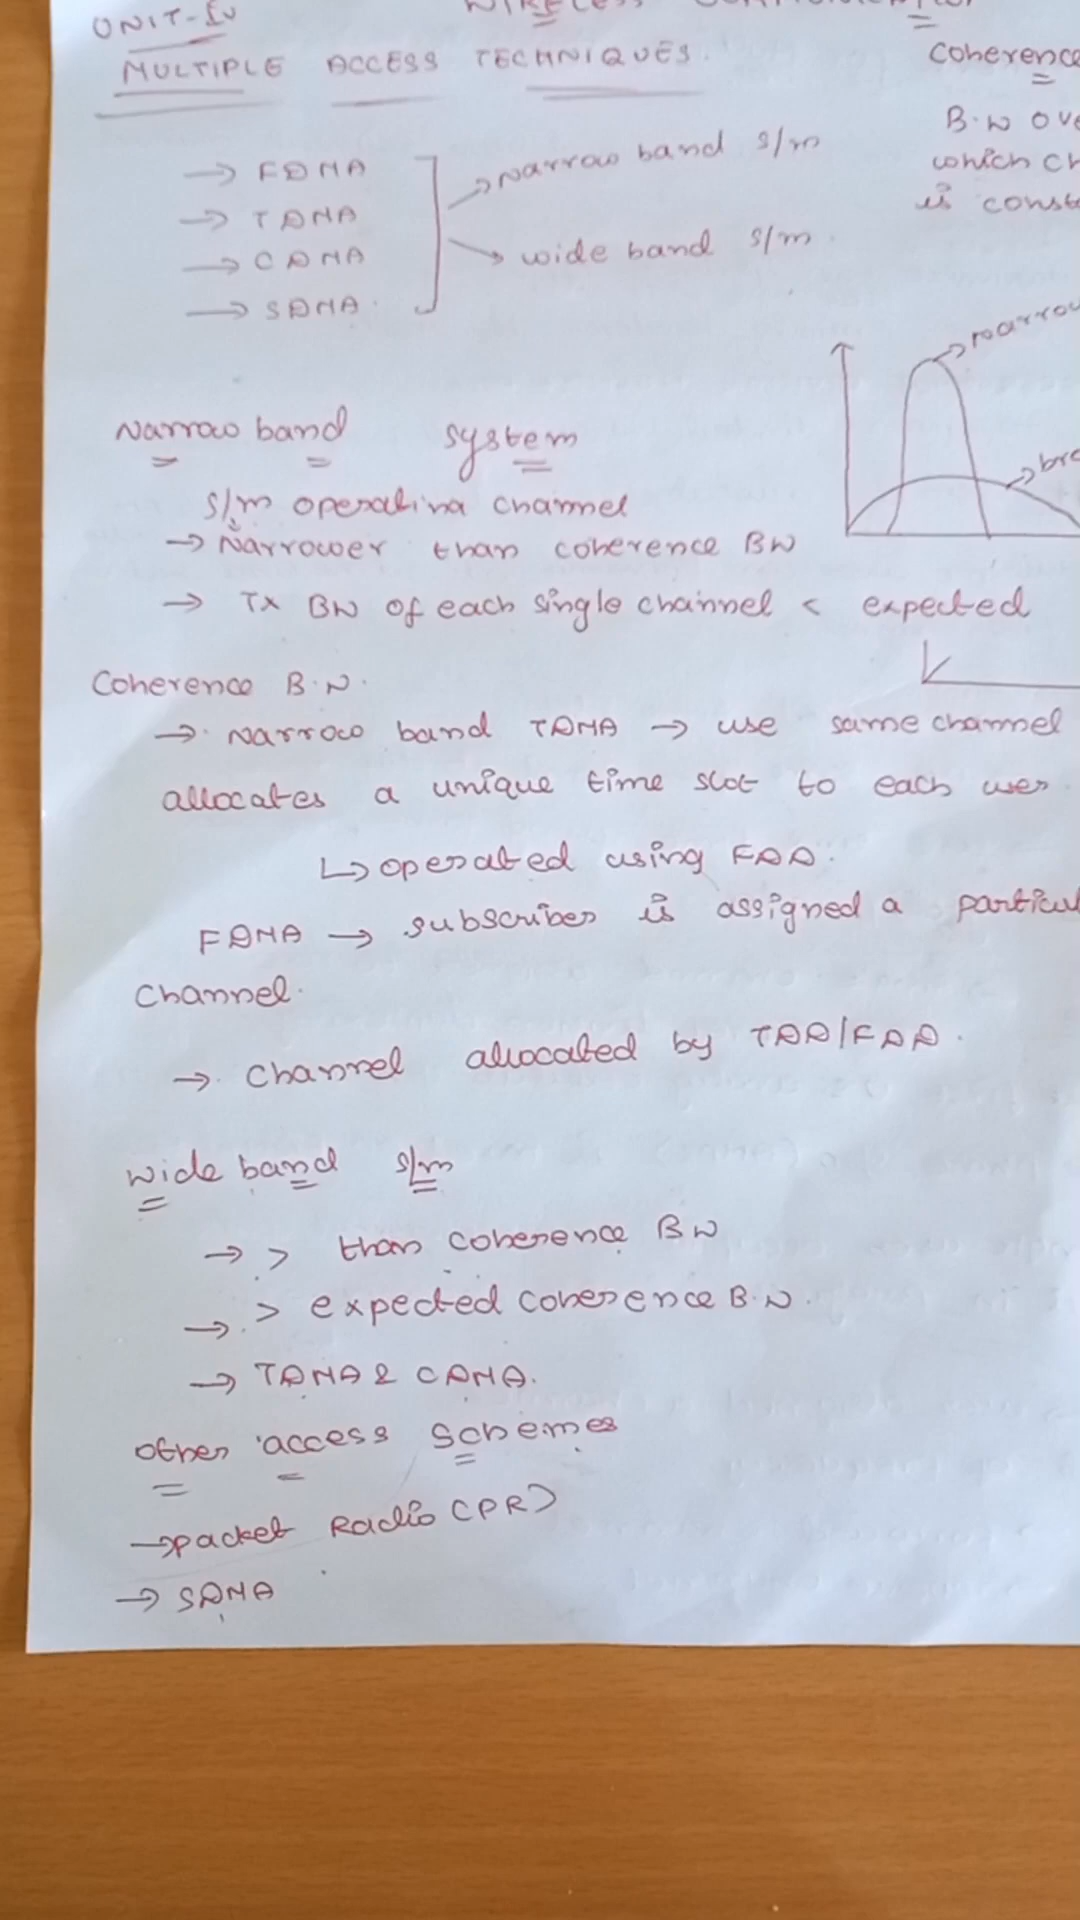 UNIT-IV
MULTIPLE ACCESS TECHNIQUES.
Coherence
B.W
which
is
→ FDMA
→ TDMA
→ CDMA
→ SDMA.
→ Narrow band s/m
→ wide band s/m.
Narrow band system
s/m operating channel
→ Narrower than coherence BW
→ TX BW of each single channel < expected
Coherence B.W.
→ Narrow band TDMA → use same channel
allocates a unique time slot to each user.
↳ operated using FDD.
FDMA → subscriber is assigned a
channel.
→ channel allocated by TDD/FDD.
wide band s/m
→ > than coherence BW
→ > expected coherence B.W.
→ TDMA & CDMA.
other access schemes
→ packet Radio (PR)
→ SDMA